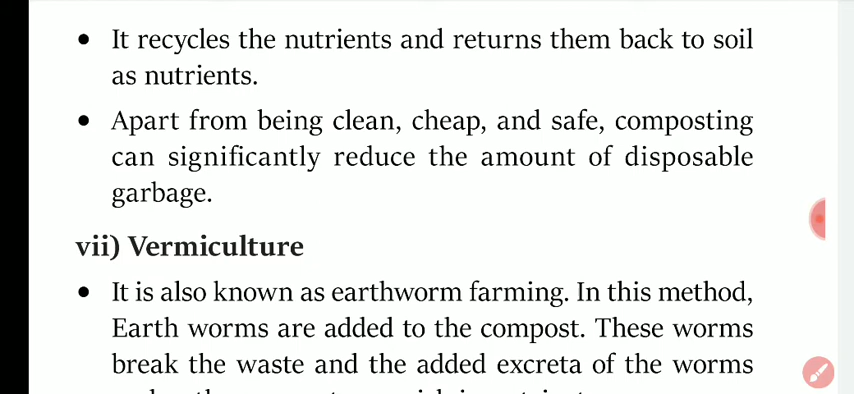 • It recycles the nutrients and returns them back to soil
as nutrients.
• Apart from being clean, cheap, and safe, composting
can significantly reduce the amount of disposable
garbage.
vii) Vermiculture
• It is also known as earthworm farming. In this method,
Earth worms are added to the compost. These worms
break the waste and the added excreta of the worms